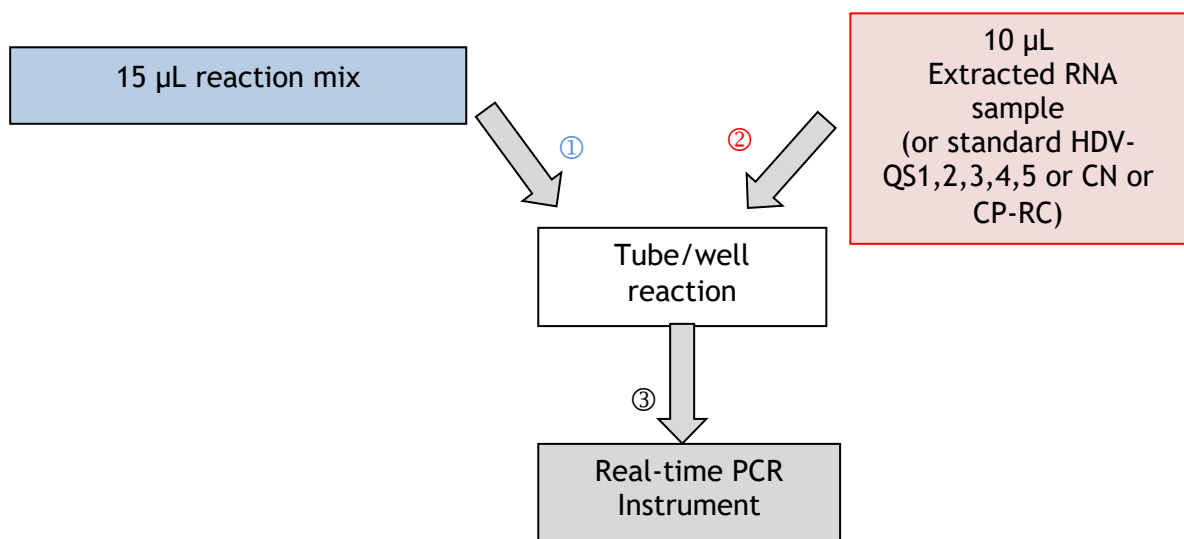 15 µL reaction mix
10 µL
Extracted RNA
sample
(or standard HDV-
QS1,2,3,4,5 or CN or
CP-RC)
①
②
Tube/well
reaction
③
Real-time PCR
Instrument